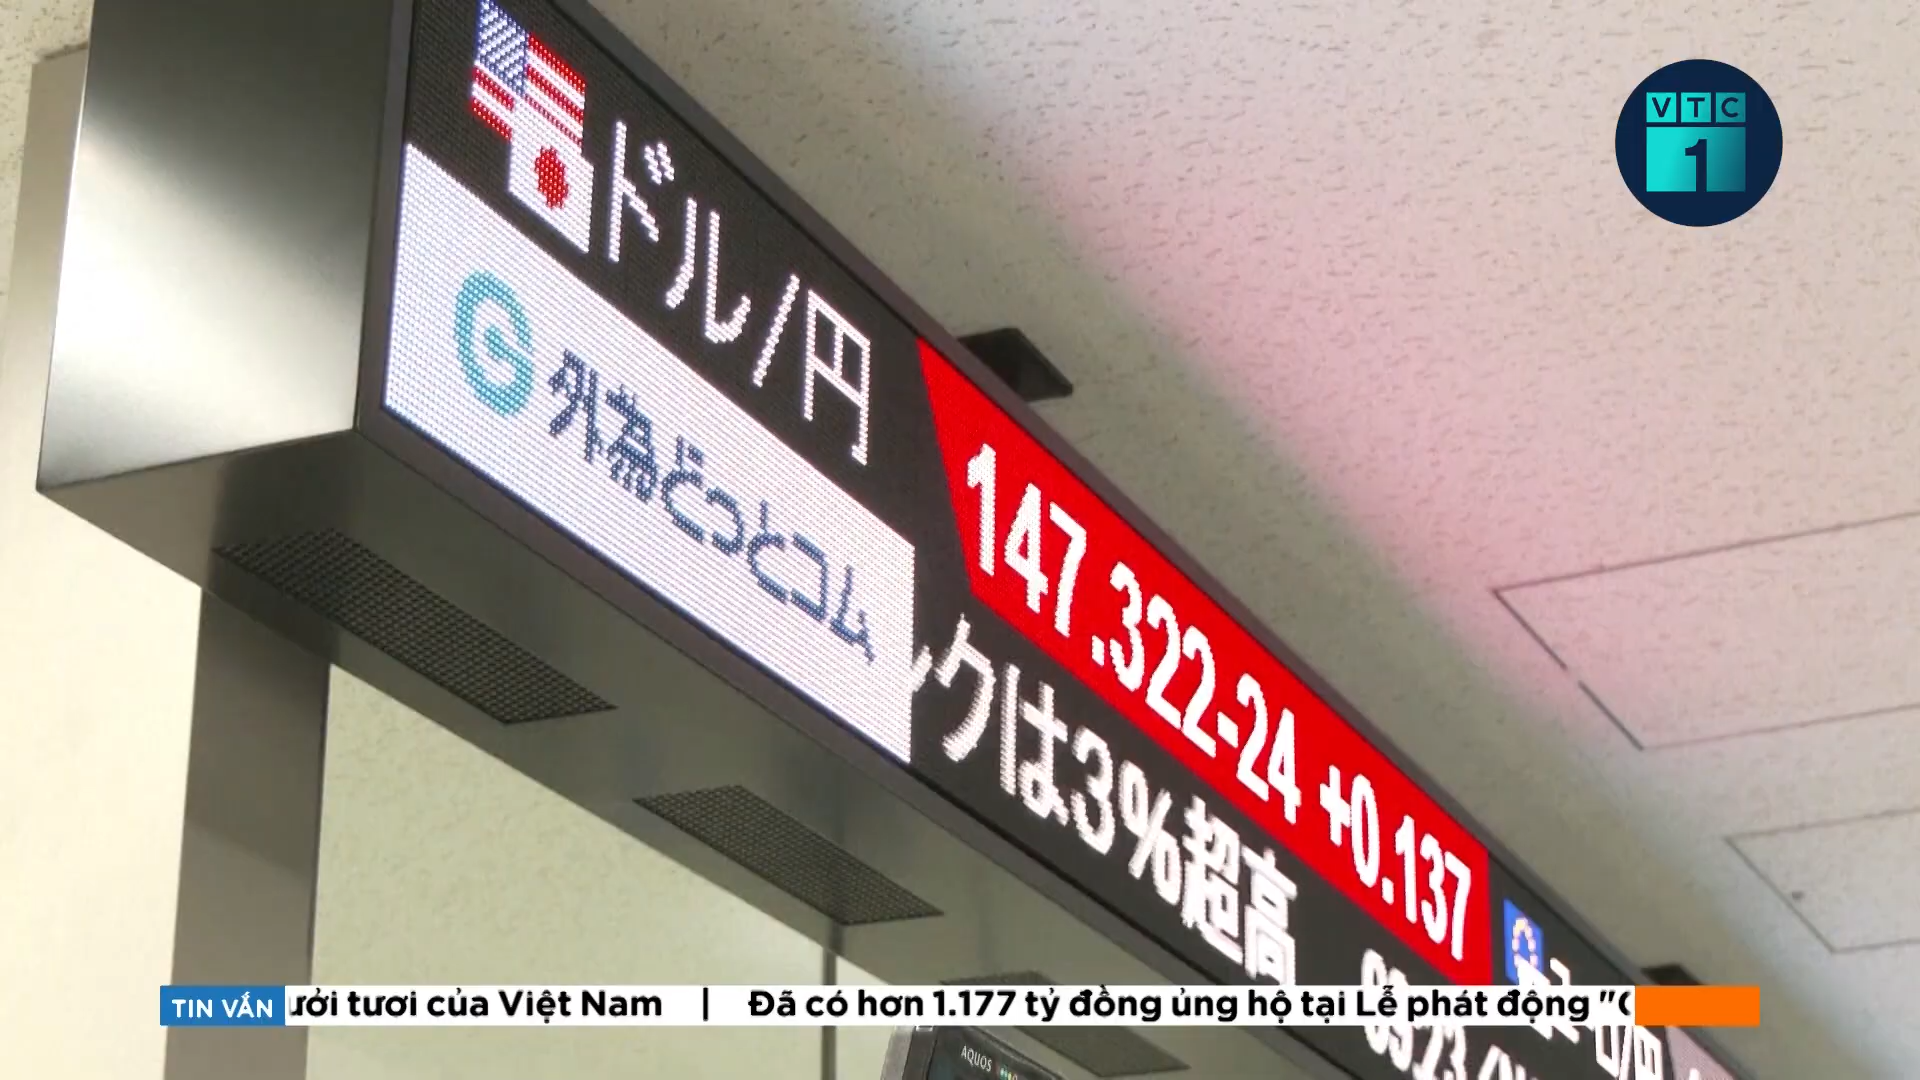 VTC
1
ドル/円
147.322-24 +0.137
外為どっとコム
ックは3%超高
AQUOS
TIN VẮN
ưởi tươi của Việt Nam | Đã có hơn 1.177 tỷ đồng ủng hộ tại Lễ phát động "